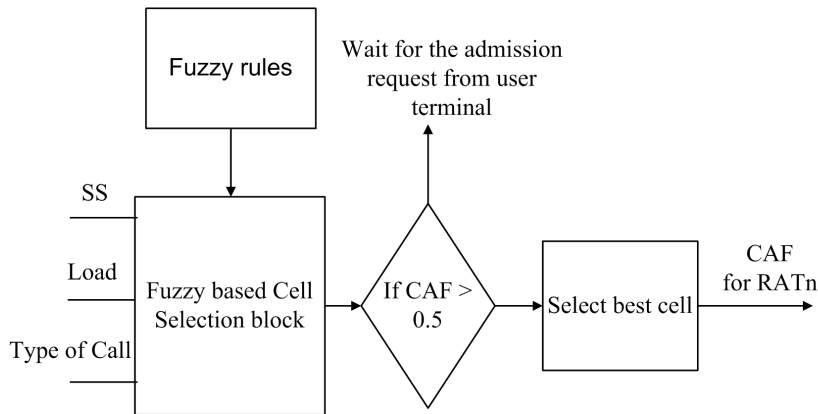 Fuzzy rules
Wait for the admission
request from user
terminal
SS
Load
Type of Call
Fuzzy based Cell
Selection block
If CAF >
0.5
Select best cell
CAF
for RATn